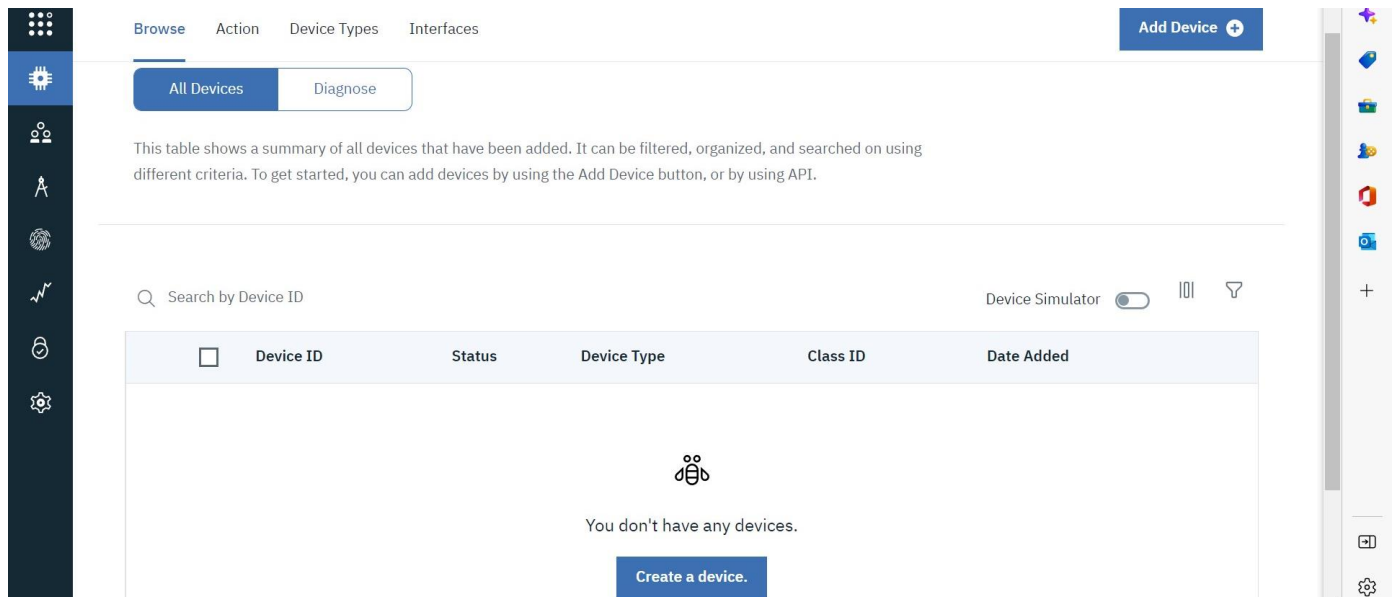 Browse Action Device Types Interfaces
Add Device
All Devices Diagnose
This table shows a summary of all devices that have been added. It can be filtered, organized, and searched on using
different criteria. To get started, you can add devices by using the Add Device button, or by using API.
Search by Device ID
Device Simulator
Device ID Status Device Type Class ID Date Added
You don't have any devices.
Create a device.